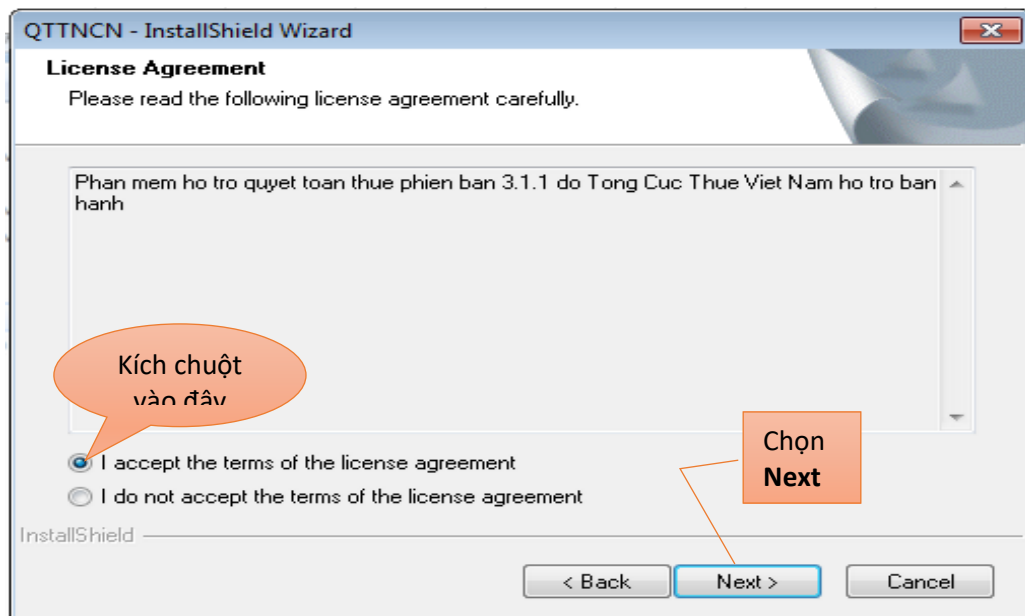 QTTNCN - InstallShield Wizard
License Agreement
Please read the following license agreement carefully.
Phan mem ho tro quyet toan thue phien ban 3.1.1 do Tong Cuc Thue Viet Nam ho tro ban
hanh
Kích chuột
vào đây
I accept the terms of the license agreement
Chọn
Next
I do not accept the terms of the license agreement
InstallShield
< Back
Next >
Cancel